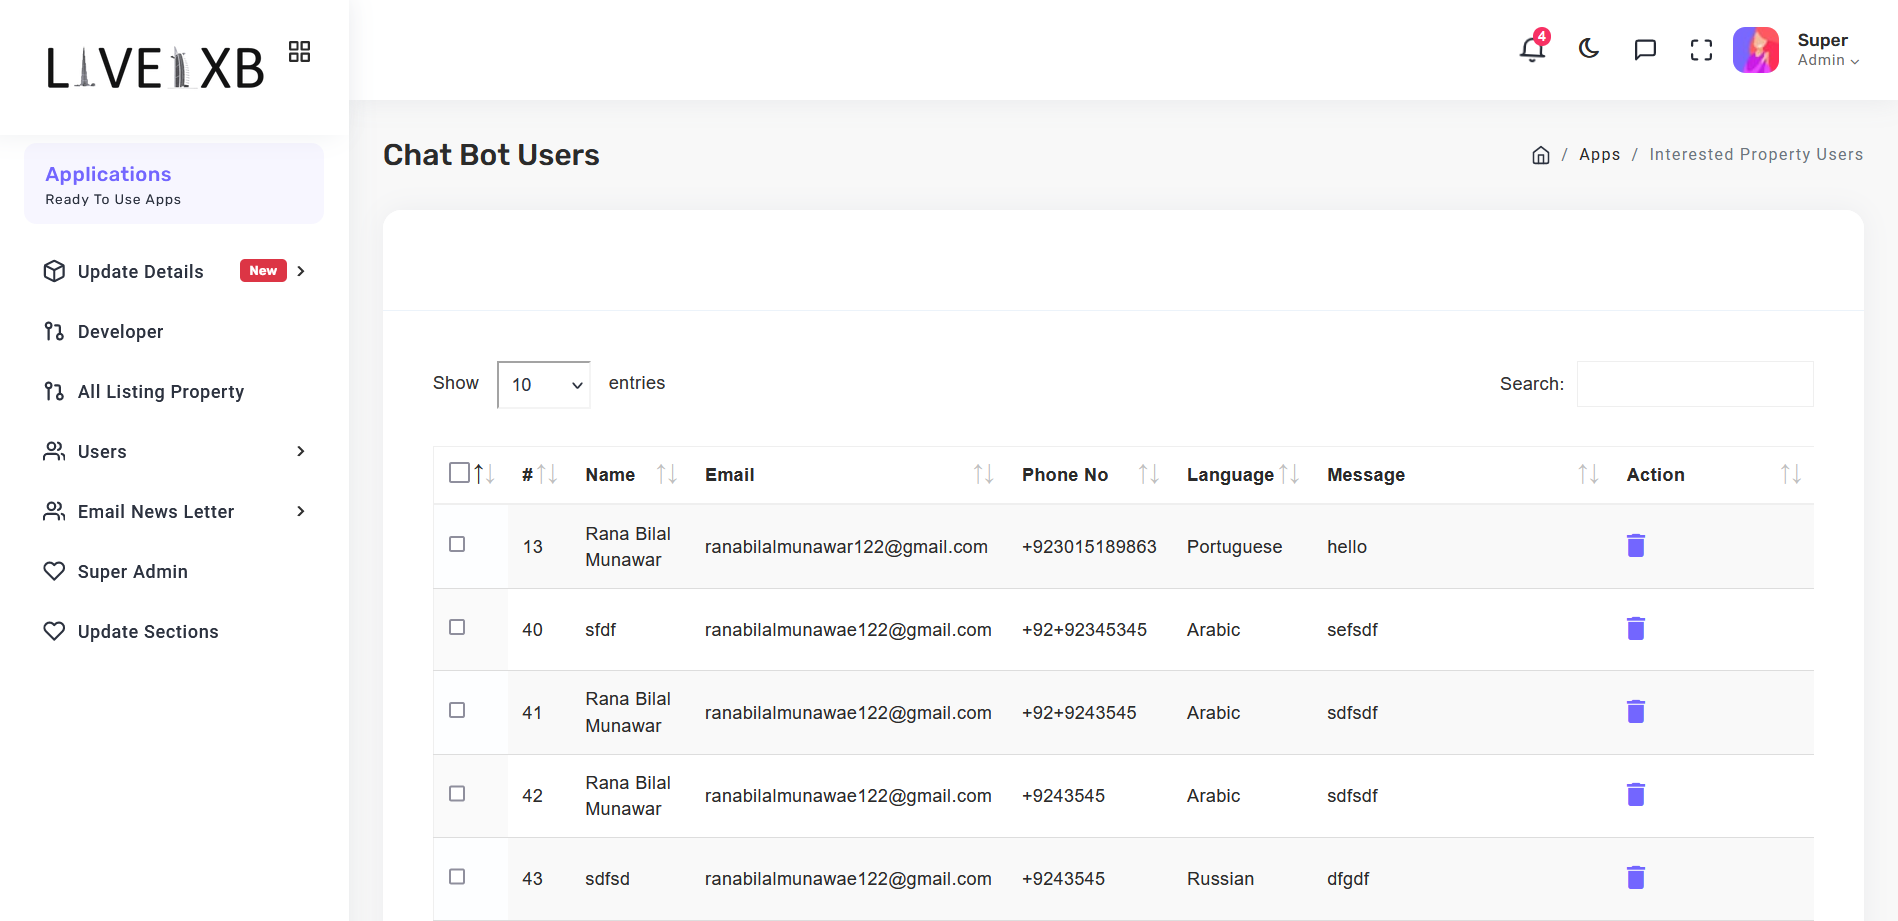 LIVE DXB
4
Super
Admin
Applications
Ready To Use Apps
Update Details New
Developer
All Listing Property
Users
Email News Letter
Super Admin
Update Sections
Chat Bot Users
/ Apps / Interested Property Users
Show 10 entries
Search:
# Name Email Phone No Language Message Action
13 Rana Bilal Munawar ranabilalmunawar122@gmail.com +923015189863 Portuguese hello
40 sfdf ranabilalmunawae122@gmail.com +92+92345345 Arabic sefsdf
41 Rana Bilal Munawar ranabilalmunawae122@gmail.com +92+9243545 Arabic sdfsdf
42 Rana Bilal Munawar ranabilalmunawae122@gmail.com +9243545 Arabic sdfsdf
43 sdfsd ranabilalmunawae122@gmail.com +9243545 Russian dfgdf